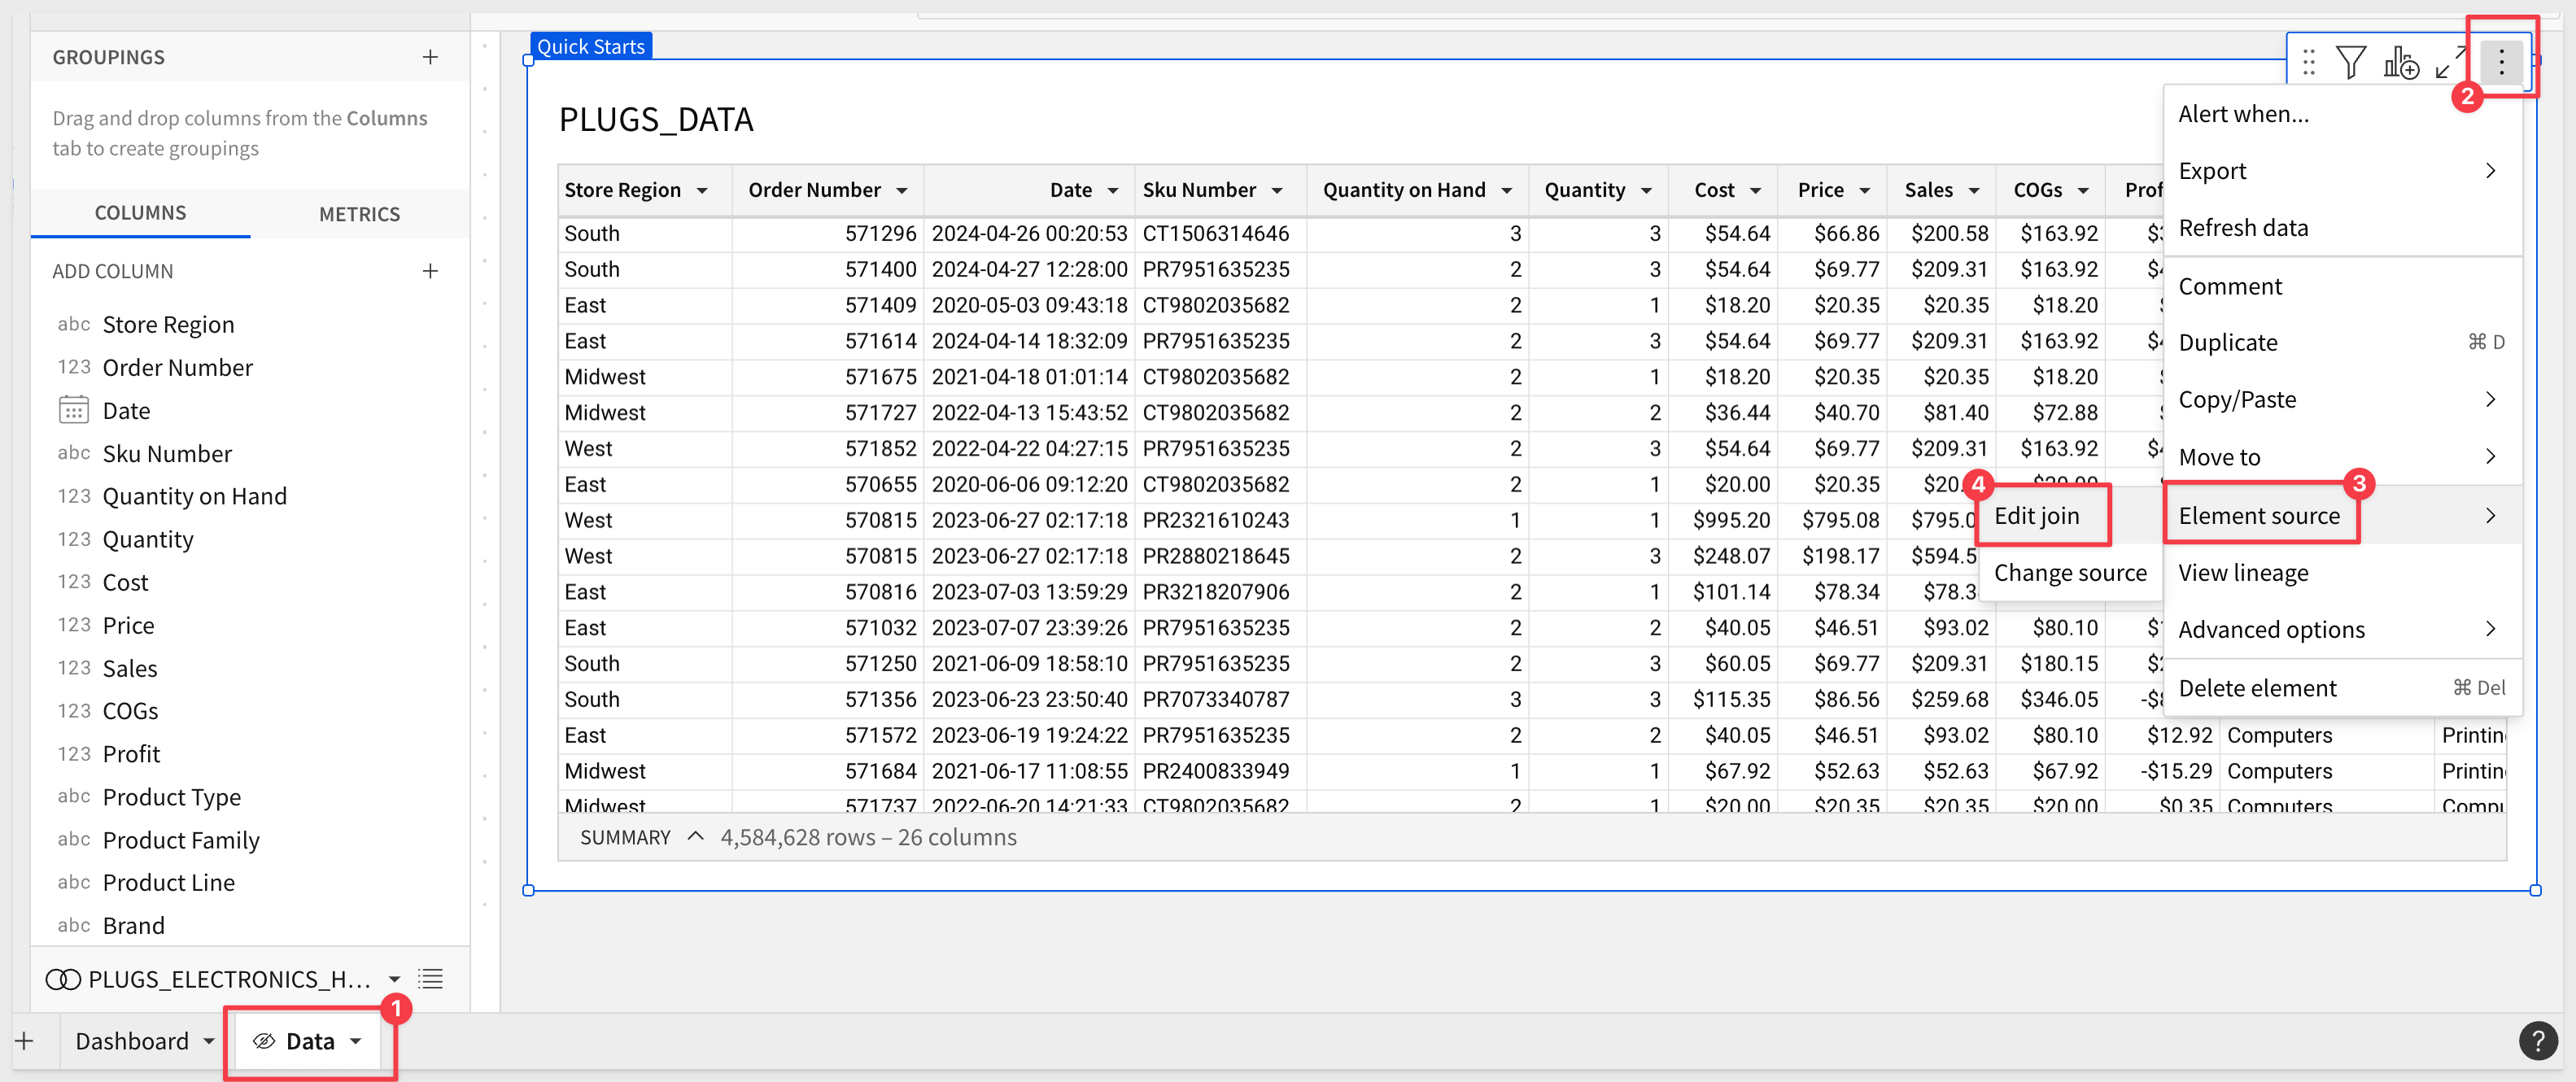 GROUPINGS
Drag and drop columns from the Columns
tab to create groupings
COLUMNS METRICS
ADD COLUMN
abc Store Region
123 Order Number
Date
abc Sku Number
123 Quantity on Hand
123 Quantity
123 Cost
123 Price
123 Sales
123 COGs
123 Profit
abc Product Type
abc Product Family
abc Product Line
abc Brand
PLUGS_ELECTRONICS_H...
1
Dashboard Data
Quick Starts
PLUGS_DATA
Store Region Order Number Date Sku Number Quantity on Hand Quantity Cost Price Sales COGs Prof
South 571296 2024-04-26 00:20:53 CT1506314646 3 3 $54.64 $66.86 $200.58 $163.92
South 571400 2024-04-27 12:28:00 PR7951635235 2 3 $54.64 $69.77 $209.31 $163.92
East 571409 2020-05-03 09:43:18 CT9802035682 2 1 $18.20 $20.35 $20.35 $18.20
East 571614 2024-04-14 18:32:09 PR7951635235 2 3 $54.64 $69.77 $209.31 $163.92
Midwest 571675 2021-04-18 01:01:14 CT9802035682 2 1 $18.20 $20.35 $20.35 $18.20
Midwest 571727 2022-04-13 15:43:52 CT9802035682 2 2 $36.44 $40.70 $81.40 $72.88
West 571852 2022-04-22 04:27:15 PR7951635235 2 3 $54.64 $69.77 $209.31 $163.92
East 570655 2020-06-06 09:12:20 CT9802035682 2 1 $20.00 $20.35 $20.
West 570815 2023-06-27 02:17:18 PR2321610243 1 1 $995.20 $795.08 $795.0
West 570815 2023-06-27 02:17:18 PR2880218645 2 3 $248.07 $198.17 $594.5
East 570816 2023-07-03 13:59:29 PR3218207906 2 1 $101.14 $78.34 $78.3
East 571032 2023-07-07 23:39:26 PR7951635235 2 2 $40.05 $46.51 $93.02 $80.10
South 571250 2021-06-09 18:58:10 PR7951635235 2 3 $60.05 $69.77 $209.31 $180.15
South 571356 2023-06-23 23:50:40 PR7073340787 3 3 $115.35 $86.56 $259.68 $346.05
East 571572 2023-06-19 19:24:22 PR7951635235 2 2 $40.05 $46.51 $93.02 $80.10 $12.92 Computers Printin
Midwest 571684 2021-06-17 11:08:55 PR2400833949 1 1 $67.92 $52.63 $52.63 $67.92 -$15.29 Computers Printin
Midwest 571737 2022-06-20 14:21:33 CT9802035682 2 1 $20.00 $20.35 $20.35 $20.00 $0.35 Computers Compu
SUMMARY 4,584,628 rows – 26 columns
2
Alert when...
Export
Refresh data
Comment
Duplicate ⌘ D
Copy/Paste
Move to
3
Element source
View lineage
Advanced options
Delete element ⌘ Del
4
Edit join
Change source
?